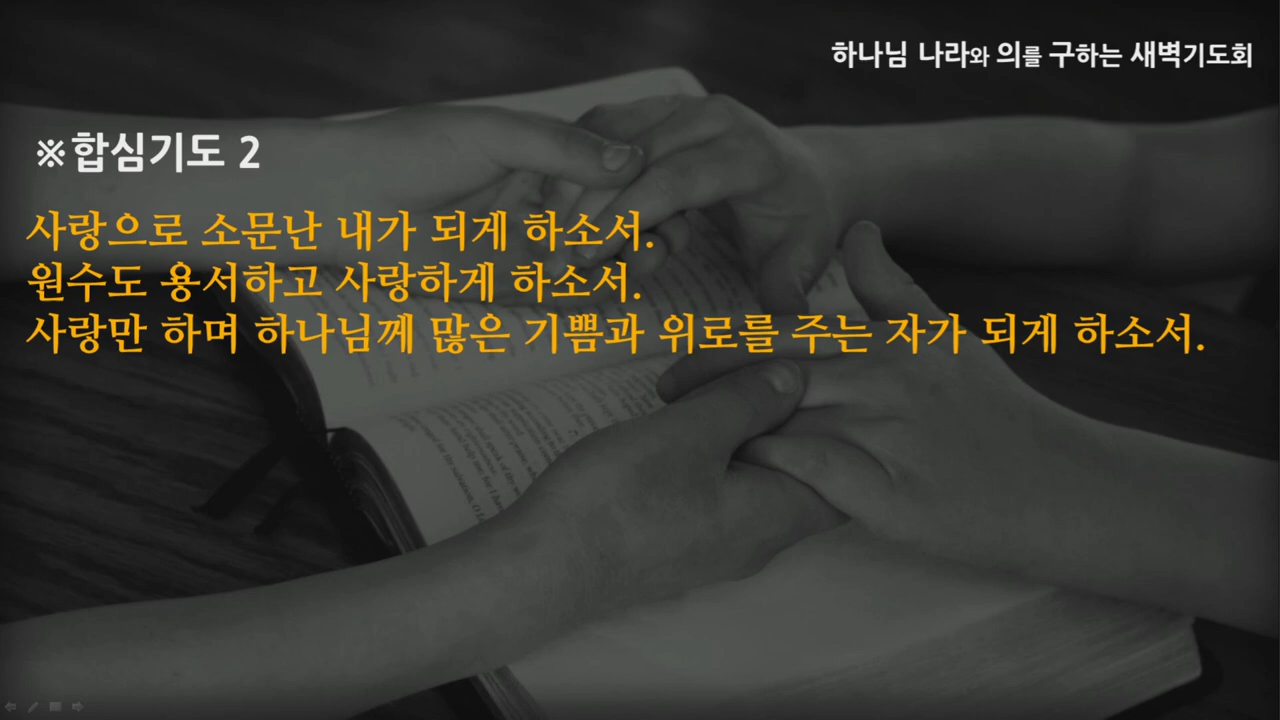 하나님 나라와 의를 구하는 새벽기도회
※합심기도 2
사랑으로 소문난 내가 되게 하소서.
원수도 용서하고 사랑하게 하소서.
사랑만 하며 하나님께 많은 기쁨과 위로를 주는 자가 되게 하소서.